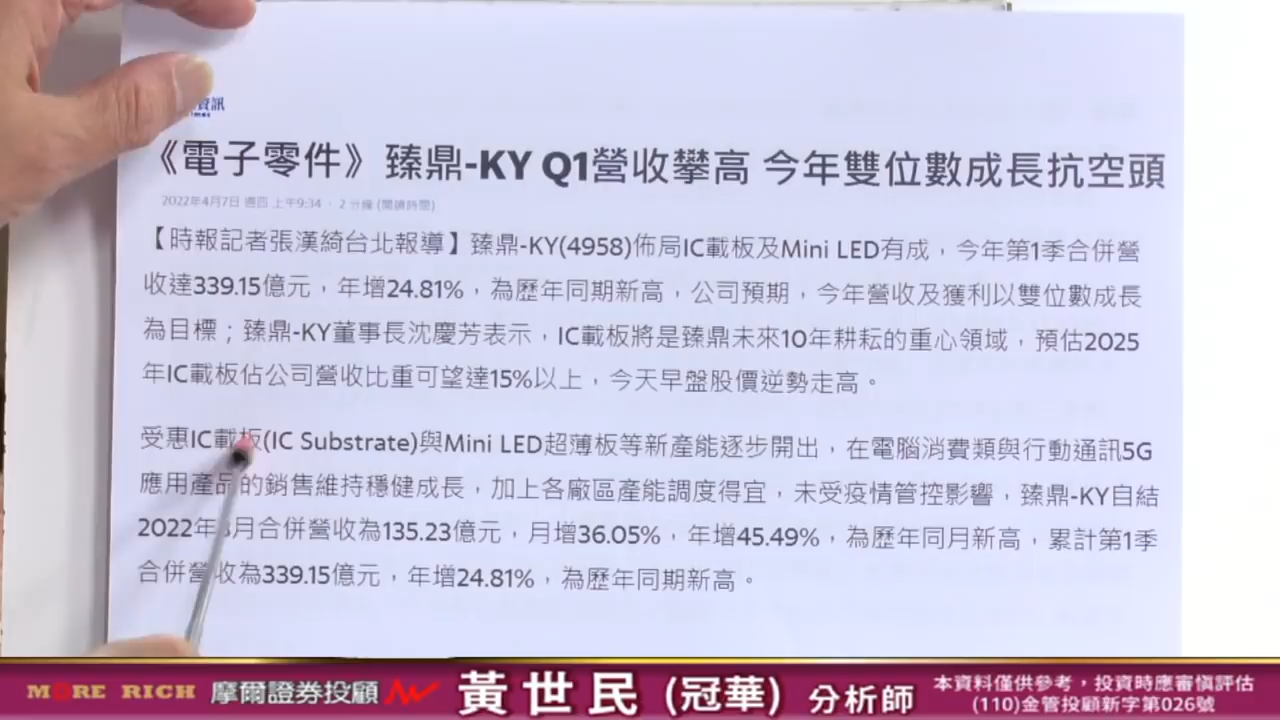 資訊
《電子零件》臻鼎-KY Q1營收攀高 今年雙位數成長抗空頭
2022年4月7日 週四 上午9:34 · 2 分鐘 (閱讀時間)
【時報記者張漢綺台北報導】臻鼎-KY(4958)佈局IC載板及Mini LED有成，今年第1季合併營
收達339.15億元，年增24.81%，為歷年同期新高，公司預期，今年營收及獲利以雙位數成長
為目標；臻鼎-KY董事長沈慶芳表示，IC載板將是臻鼎未來10年耕耘的重心領域，預估2025
年IC載板佔公司營收比重可望達15%以上，今天早盤股價逆勢走高。
受惠IC載板(IC Substrate)與Mini LED超薄板等新產能逐步開出，在電腦消費類與行動通訊5G
應用產品的銷售維持穩健成長，加上各廠區產能調度得宜，未受疫情管控影響，臻鼎-KY自結
2022年 月合併營收為135.23億元，月增36.05%，年增45.49%，為歷年同月新高，累計第1季
合併營收為339.15億元，年增24.81%，為歷年同期新高。
MORE RICH 摩爾證券投顧 黃世民 (冠華) 分析師
本資料僅供參考，投資時應審慎評估
(110)金管投顧新字第026號